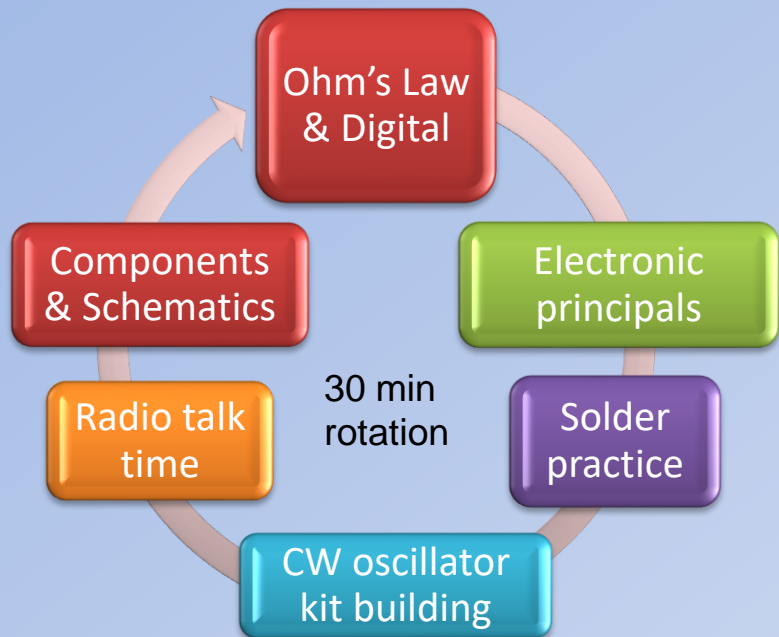 Ohm’s Law
& Digital
Electronic
principals
Solder
practice
CW oscillator
kit building
Radio talk
time
Components
& Schematics
30 min
rotation